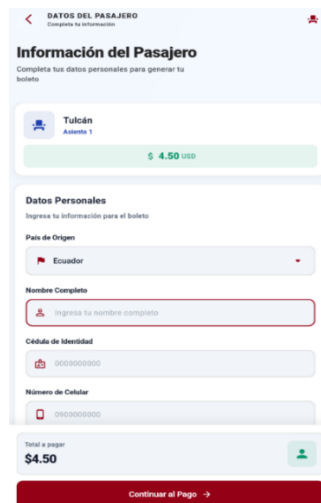 DATOS DEL PASAJERO
Completa tu información
Información del Pasajero
Completa tus datos personales para generar tu
boleto
Tulcán
Asiento 1
$ 4.50 USD
Datos Personales
Ingresa tu información para el boleto
País de Origen
Ecuador
Nombre Completo
Ingresa tu nombre completo
Cédula de Identidad
0000000000
Número de Celular
0900000000
Total a pagar
$4.50
Continuar al Pago →